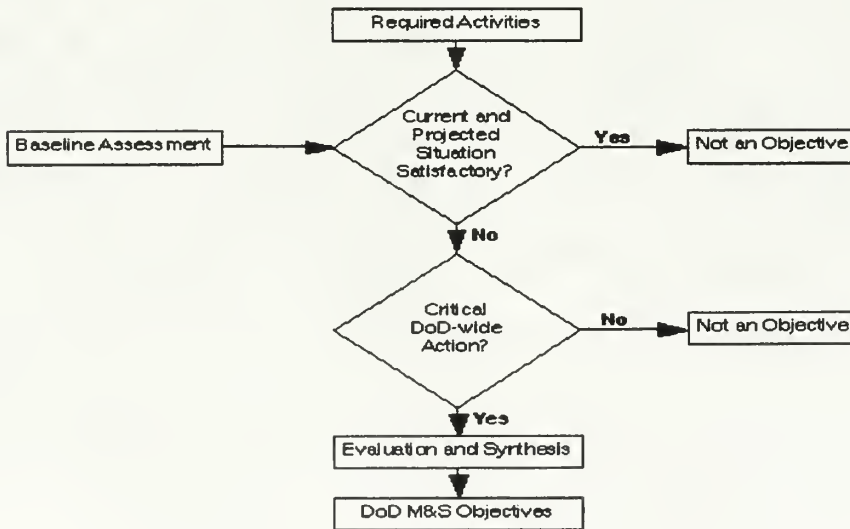 Required Activities
Current and
Projected
Situation
Satisfactory?
Baseline Assessment
Yes
Not an Objective
No
Critical
DoD-wide
Action?
No
Not an Objective
Yes
Evaluation and Synthesis
DoD M&S Objectives